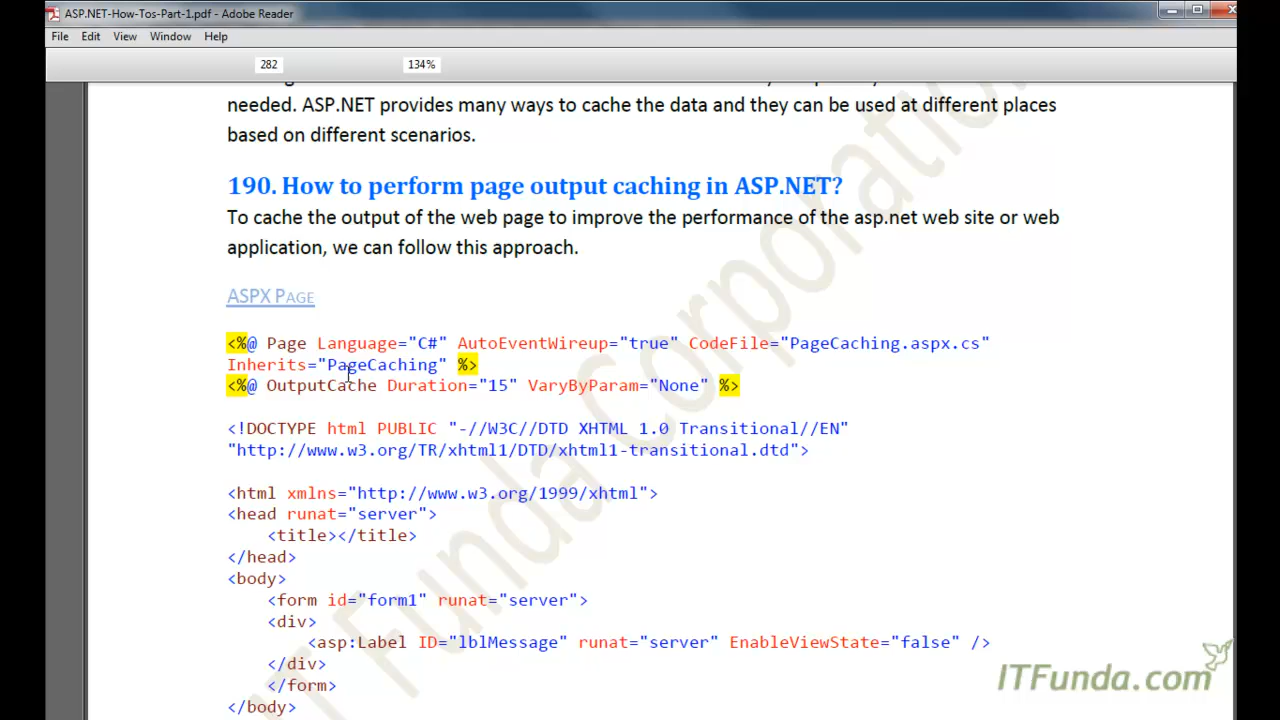 ASP.NET-How-Tos-Part-1.pdf - Adobe Reader
File Edit View Window Help
282 134%
needed. ASP.NET provides many ways to cache the data and they can be used at different places
based on different scenarios.
190. How to perform page output caching in ASP.NET?
To cache the output of the web page to improve the performance of the asp.net web site or web
application, we can follow this approach.
ASPX PAGE
<%@ Page Language="C#" AutoEventWireup="true" CodeFile="PageCaching.aspx.cs"
Inherits="PageCaching" %>
<%@ OutputCache Duration="15" VaryByParam="None" %>
<!DOCTYPE html PUBLIC "-//W3C//DTD XHTML 1.0 Transitional//EN"
"http://www.w3.org/TR/xhtml1/DTD/xhtml1-transitional.dtd">
<html xmlns="http://www.w3.org/1999/xhtml">
<head runat="server">
<title></title>
</head>
<body>
<form id="form1" runat="server">
<div>
<asp:Label ID="lblMessage" runat="server" EnableViewState="false" />
</div>
</form>
</body>
IT Funda Corporation
ITFunda.com